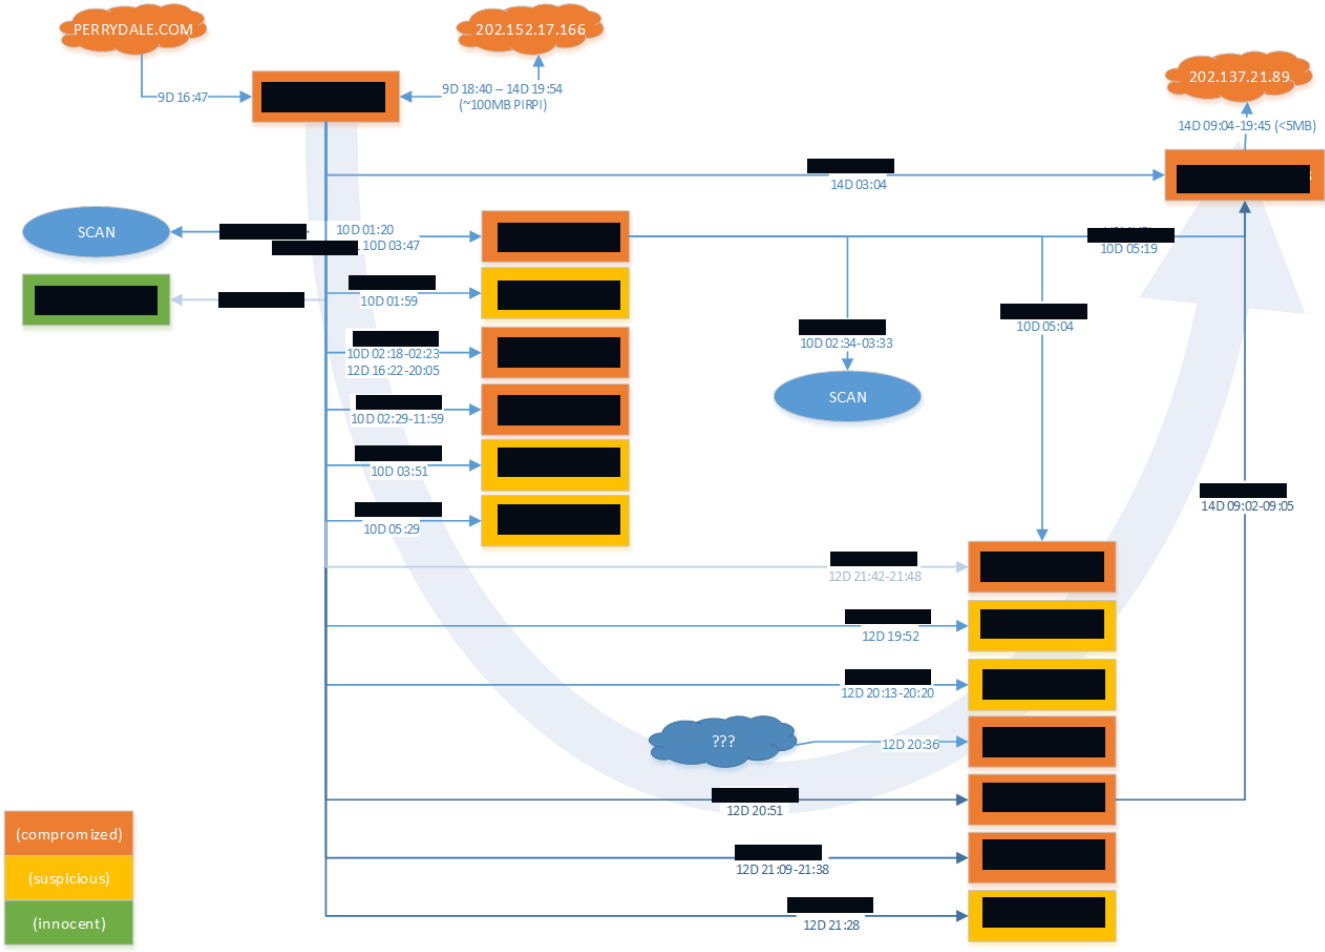 PERRYDALE.COM
202.152.17.166
202.137.21.89
9D 16:47
9D 18:40 – 14D 19:54
(~100MB PIRPI)
14D 09:04-19:45 (<5MB)
14D 03:04
SCAN
10D 01:20
10D 03:47
10D 05:19
10D 01:59
10D 05:04
10D 02:18-02:23
12D 16:22-20:05
10D 02:34-03:33
SCAN
10D 02:29-11:59
10D 03:51
10D 05:29
14D 09:02-09:05
12D 21:42-21:48
12D 19:52
12D 20:13-20:20
???
12D 20:36
12D 20:51
12D 21:09-21:38
12D 21:28
(compromized)
(suspicious)
(innocent)